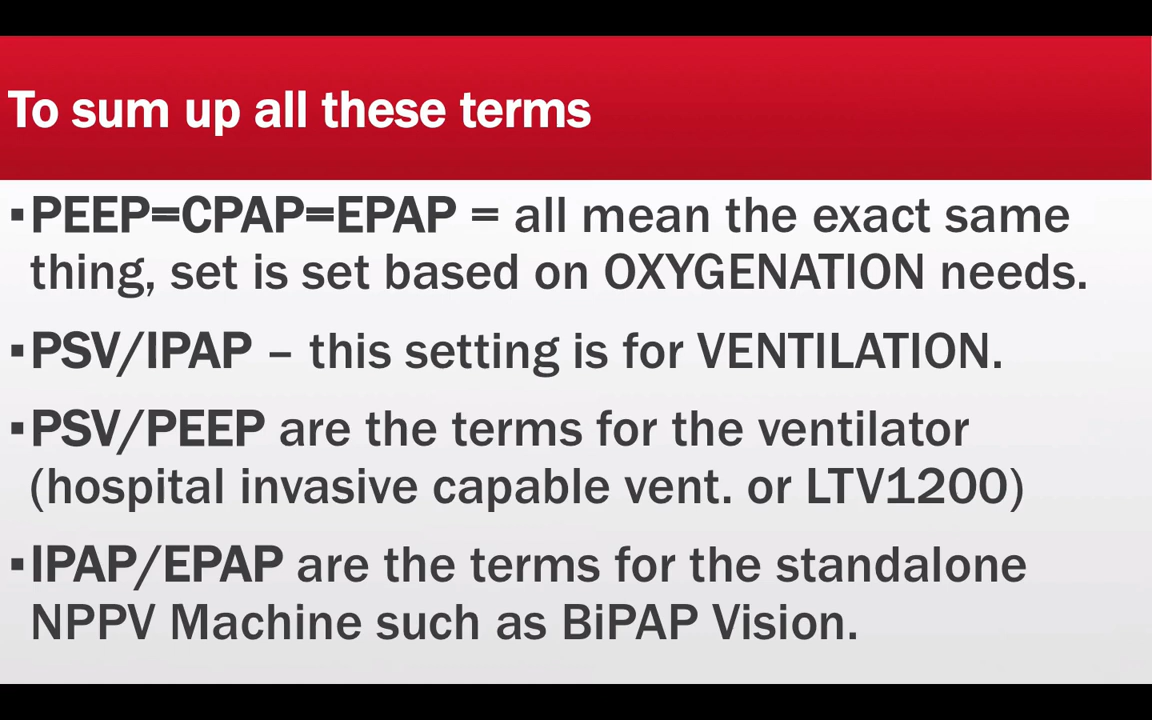 To sum up all these terms
▪PEEP=CPAP=EPAP = all mean the exact same
thing, set is set based on OXYGENATION needs.
▪PSV/IPAP – this setting is for VENTILATION.
▪PSV/PEEP are the terms for the ventilator
(hospital invasive capable vent. or LTV1200)
▪IPAP/EPAP are the terms for the standalone
NPPV Machine such as BiPAP Vision.